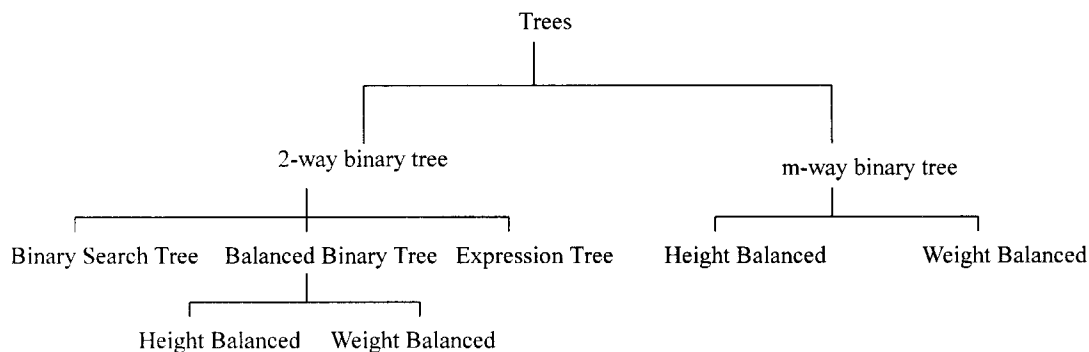 Trees
2-way binary tree
m-way binary tree
Binary Search Tree Balanced Binary Tree Expression Tree Height Balanced Weight Balanced
Height Balanced Weight Balanced